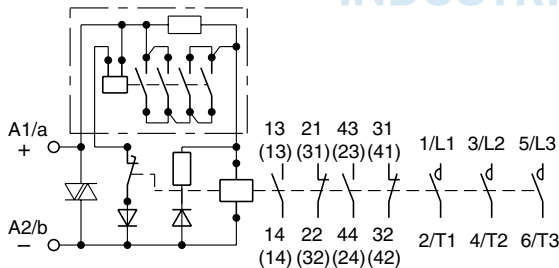 INDUSTRI
A1/a
+
A2/b
–
13 21 43 31
(13) (31) (23) (41)
1/L1 3/L2 5/L3
14 22 44 32
(14) (32) (24) (42)
2/T1 4/T2 6/T3